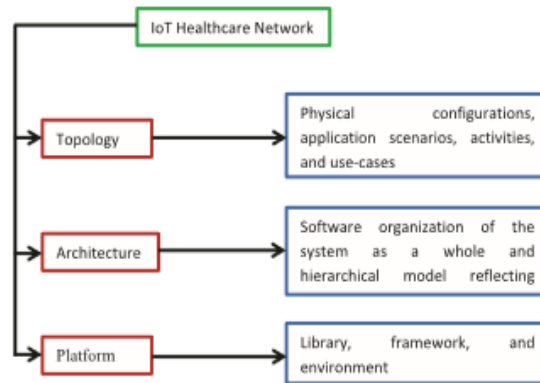 IoT Healthcare Network
Topology
Physical configurations,
application scenarios, activities,
and use-cases
Architecture
Software organization of the
system as a whole and
hierarchical model reflecting
Platform
Library, framework, and
environment